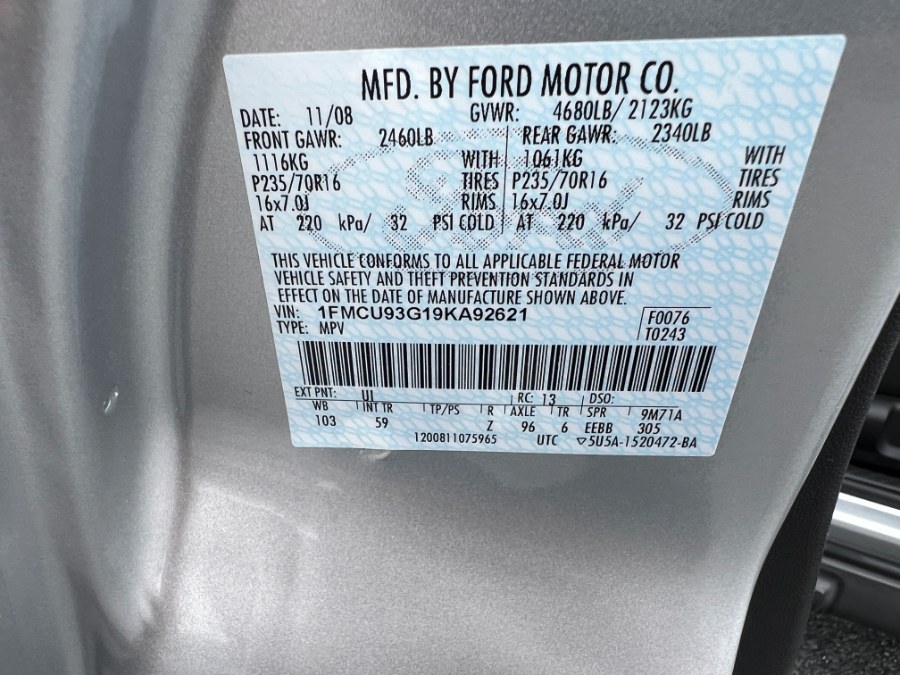 MFD. BY FORD MOTOR CO.
DATE: 11/08 GVWR: 4680LB/ 2123KG
FRONT GAWR: 2460LB REAR GAWR: 2340LB
1116KG WITH 1061KG WITH
P235/70R16 TIRES P235/70R16 TIRES
16x7.0J RIMS 16x7.0J RIMS
AT 220 kPa/ 32 PSI COLD AT 220 kPa/ 32 PSI COLD
THIS VEHICLE CONFORMS TO ALL APPLICABLE FEDERAL MOTOR
VEHICLE SAFETY AND THEFT PREVENTION STANDARDS IN
EFFECT ON THE DATE OF MANUFACTURE SHOWN ABOVE.
VIN: 1FMCU93G19KA92621 F0076
TYPE: MPV T0243
EXT PNT: UI RC: 13 DSO:
WB INT TR TP/PS R AXLE TR SPR 9M71A
103 59 Z 96 6 EEBB 305
1200811075965 UTC ▽5U5A-1520472-BA